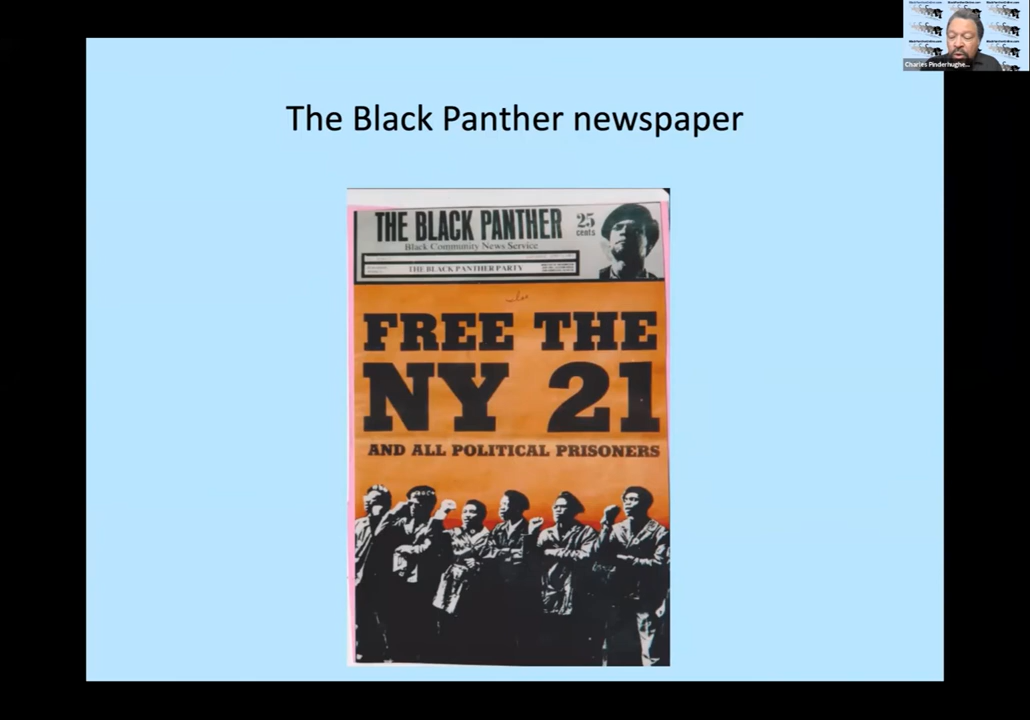 Charles Pinderhughe...
The Black Panther newspaper
THE BLACK PANTHER
25
cents
Black Community News Service
THE BLACK PANTHER PARTY
FREE THE
NY 21
AND ALL POLITICAL PRISONERS